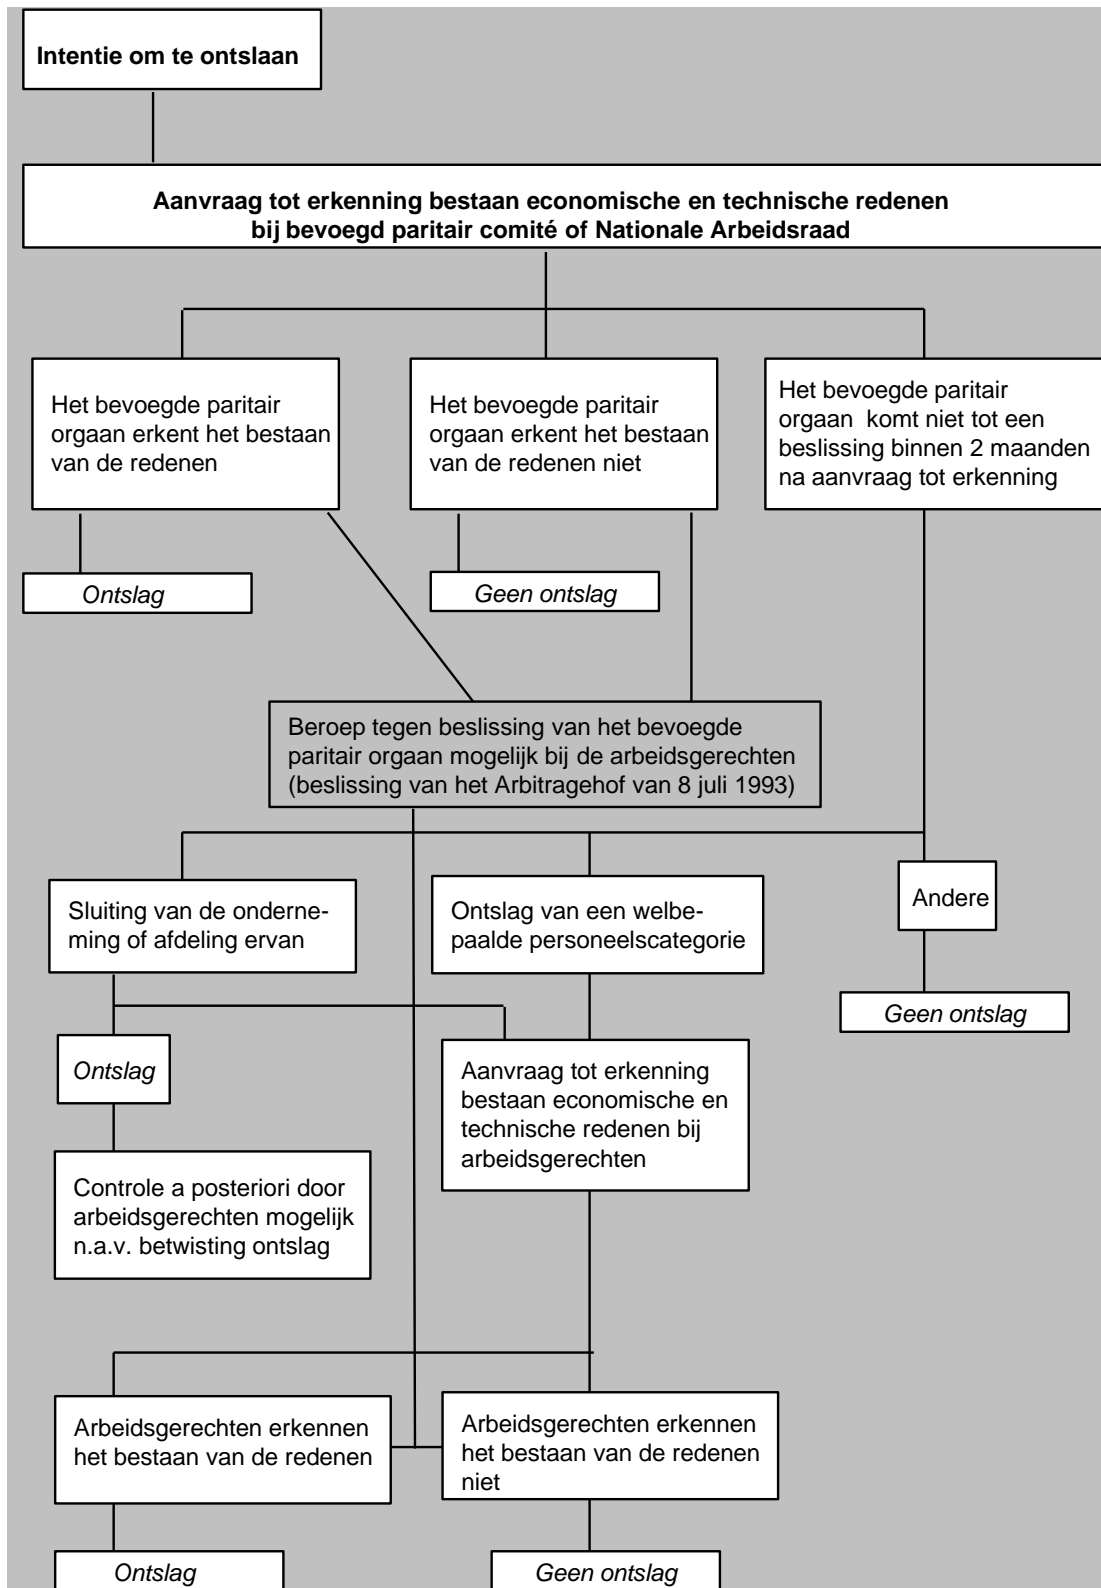 Intentie om te ontslaan
Aanvraag tot erkenning bestaan economische en technische redenen
bij bevoegd paritair comité of Nationale Arbeidsraad
Het bevoegde paritair
orgaan erkent het bestaan
van de redenen
Het bevoegde paritair
orgaan erkent het bestaan
van de redenen niet
Het bevoegde paritair
orgaan komt niet tot een
beslissing binnen 2 maanden
na aanvraag tot erkenning
Ontslag
Geen ontslag
Beroep tegen beslissing van het bevoegde
paritair orgaan mogelijk bij de arbeidsgerechten
(beslissing van het Arbitragehof van 8 juli 1993)
Sluiting van de onderne-
ming of afdeling ervan
Ontslag van een welbe-
paalde personeelscategorie
Andere
Geen ontslag
Ontslag
Aanvraag tot erkenning
bestaan economische en
technische redenen bij
arbeidsgerechten
Controle a posteriori door
arbeidsgerechten mogelijk
n.a.v. betwisting ontslag
Arbeidsgerechten erkennen
het bestaan van de redenen
Arbeidsgerechten erkennen
het bestaan van de redenen
niet
Ontslag
Geen ontslag